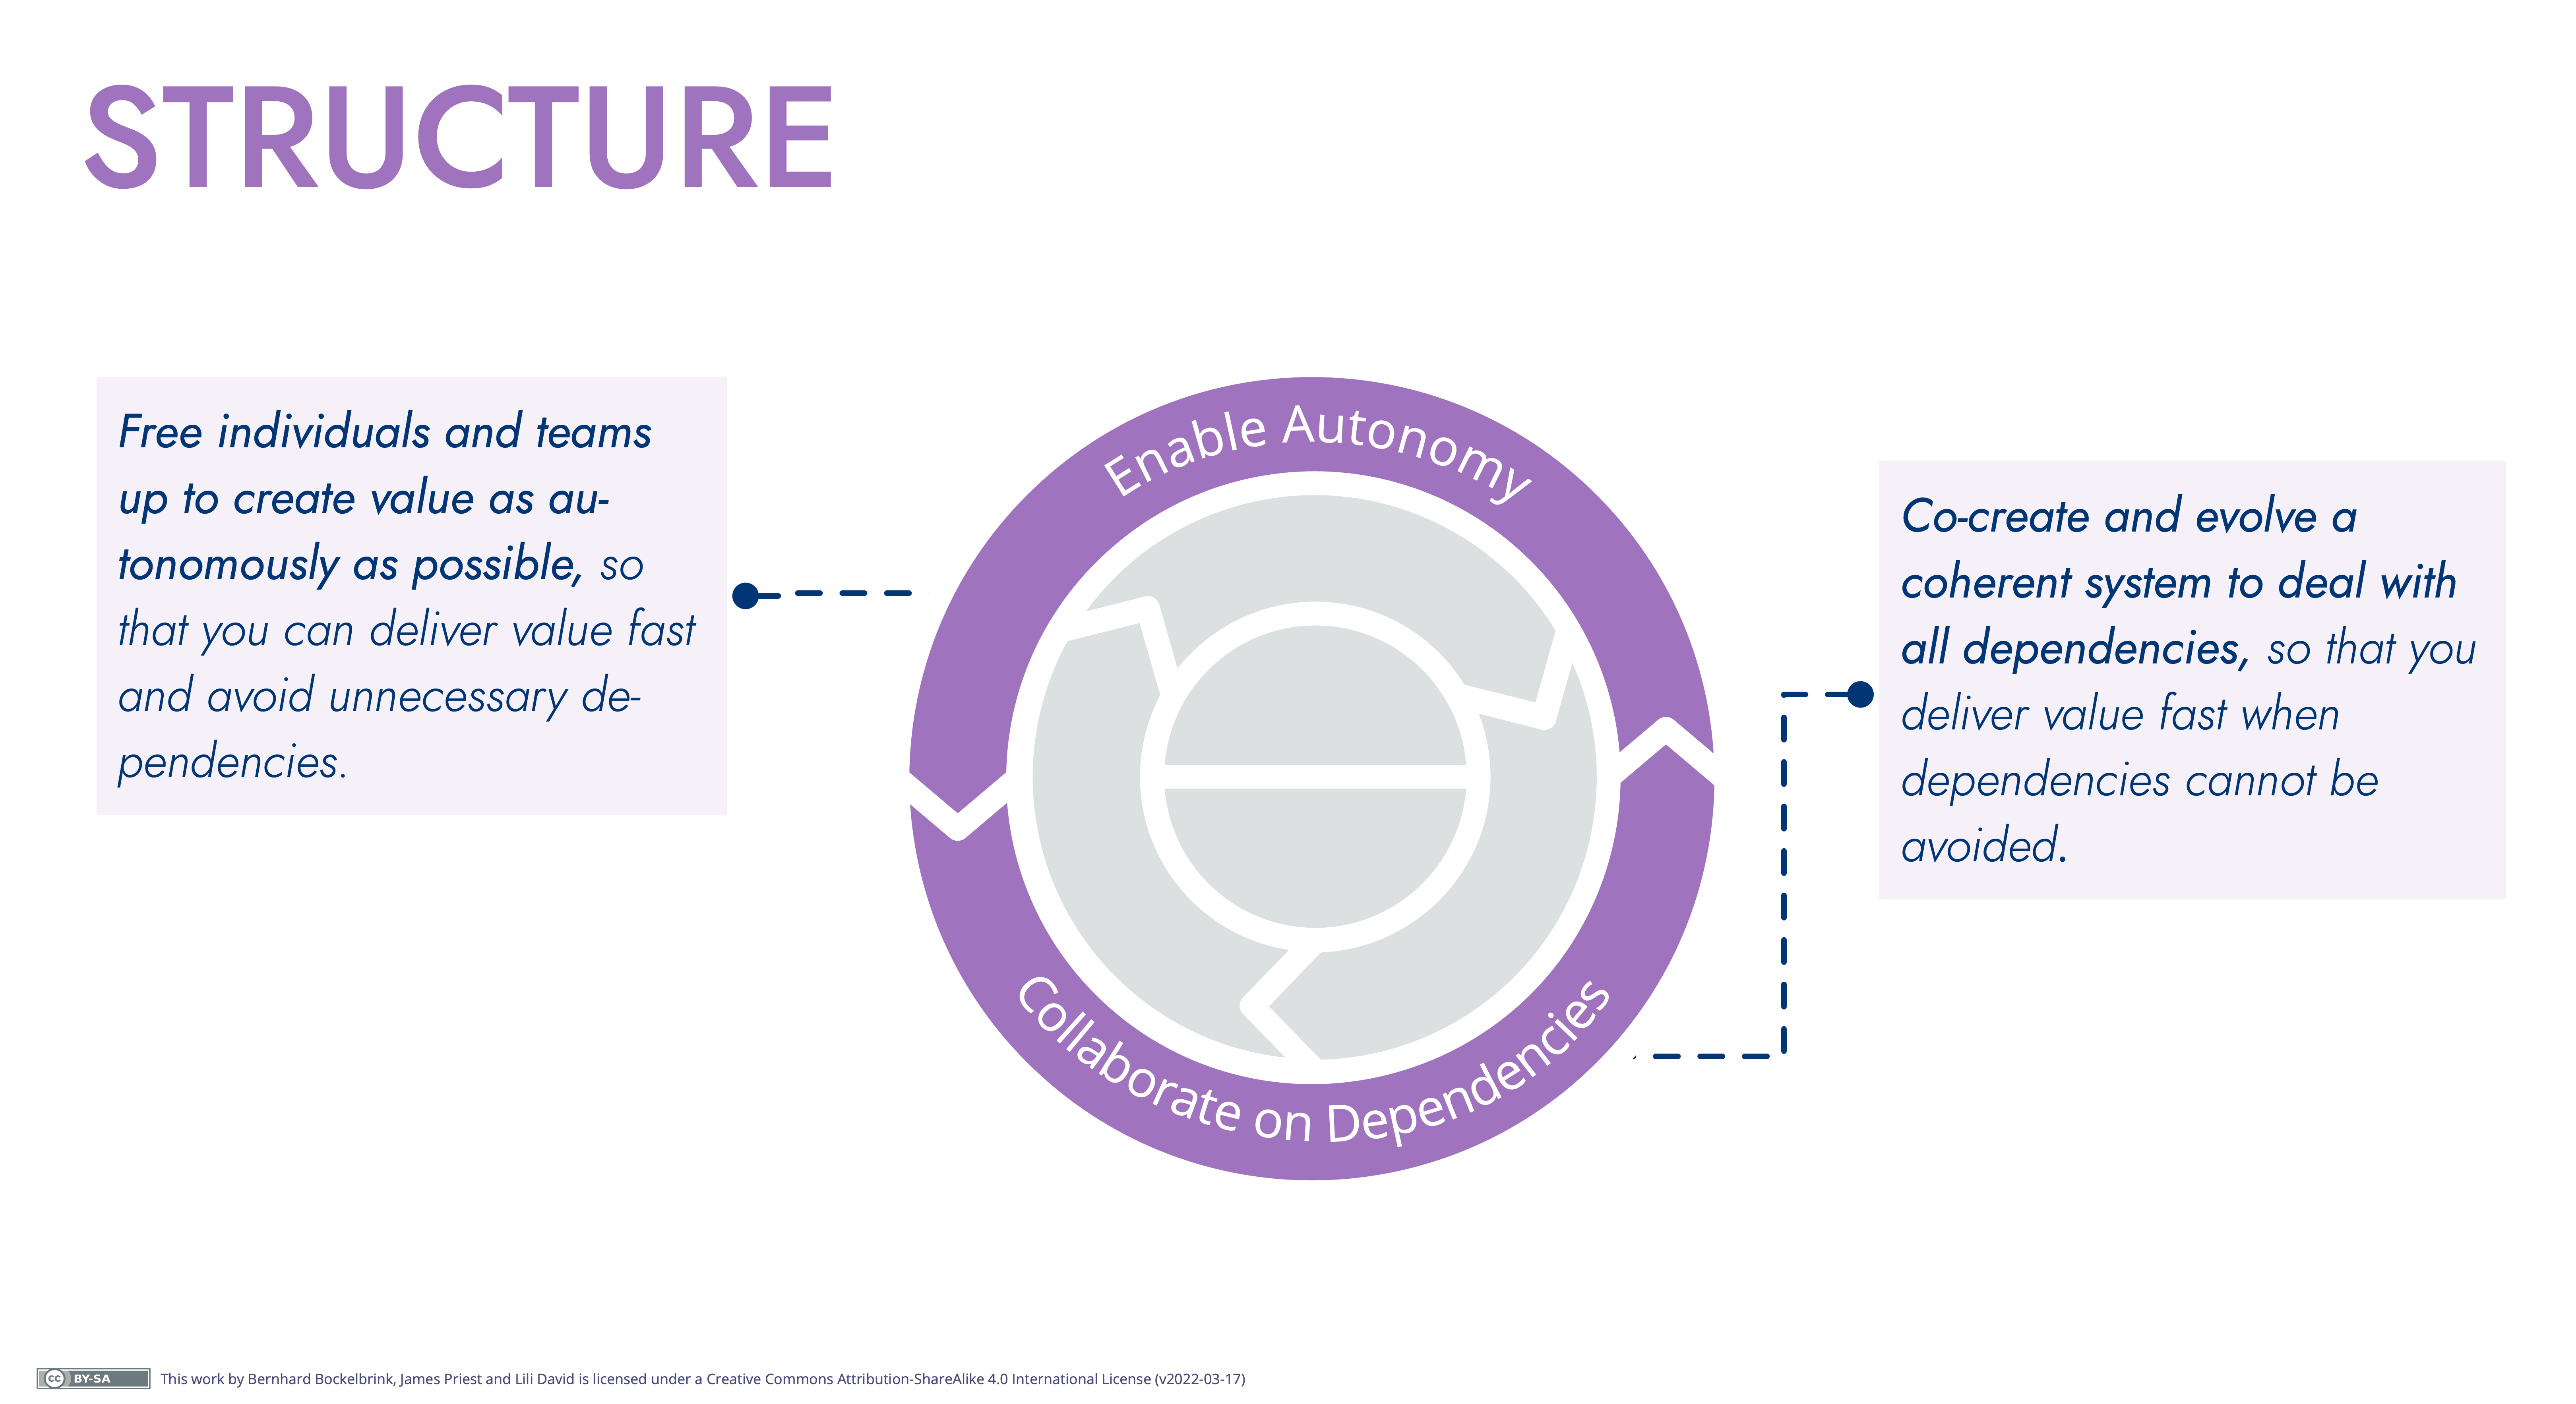 STRUCTURE
Free individuals and teams
up to create value as au-
tonomously as possible, so
that you can deliver value fast
and avoid unnecessary de-
pendencies.
Enable Autonomy
Collaborate on Dependencies
Co-create and evolve a
coherent system to deal with
all dependencies, so that you
deliver value fast when
dependencies cannot be
avoided.
cc BY-SA
This work by Bernhard Bockelbrink, James Priest and Lili David is licensed under a Creative Commons Attribution-ShareAlike 4.0 International License (v2022-03-17)